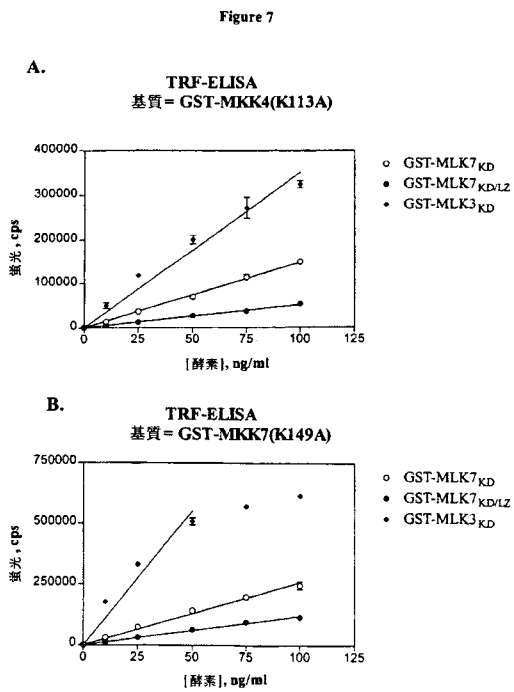 Figure 7
A.
TRF-ELISA
基質 = GST-MKK4(K113A)
400000
300000
200000
100000
0
蛍光, cps
0 25 50 75 100 125
[酵素], ng/ml
GST-MLK7KD
GST-MLK7KD/LZ
GST-MLK3KD
B.
TRF-ELISA
基質 = GST-MKK7(K149A)
750000
500000
250000
0
蛍光, cps
0 25 50 75 100 125
[酵素], ng/ml
GST-MLK7KD
GST-MLK7KD/LZ
GST-MLK3KD